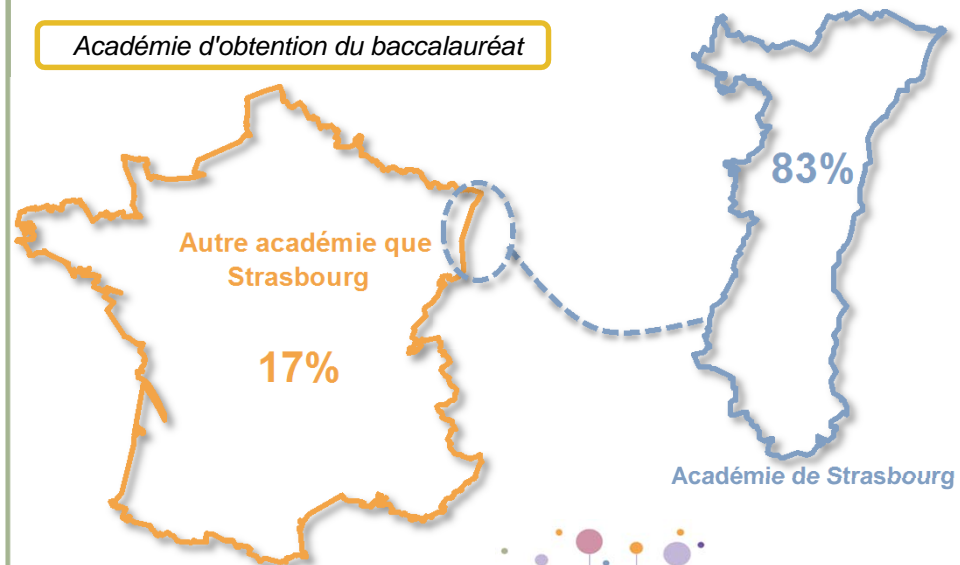 Académie d'obtention du baccalauréat
83%
Autre académie que
Strasbourg
17%
Académie de Strasbourg